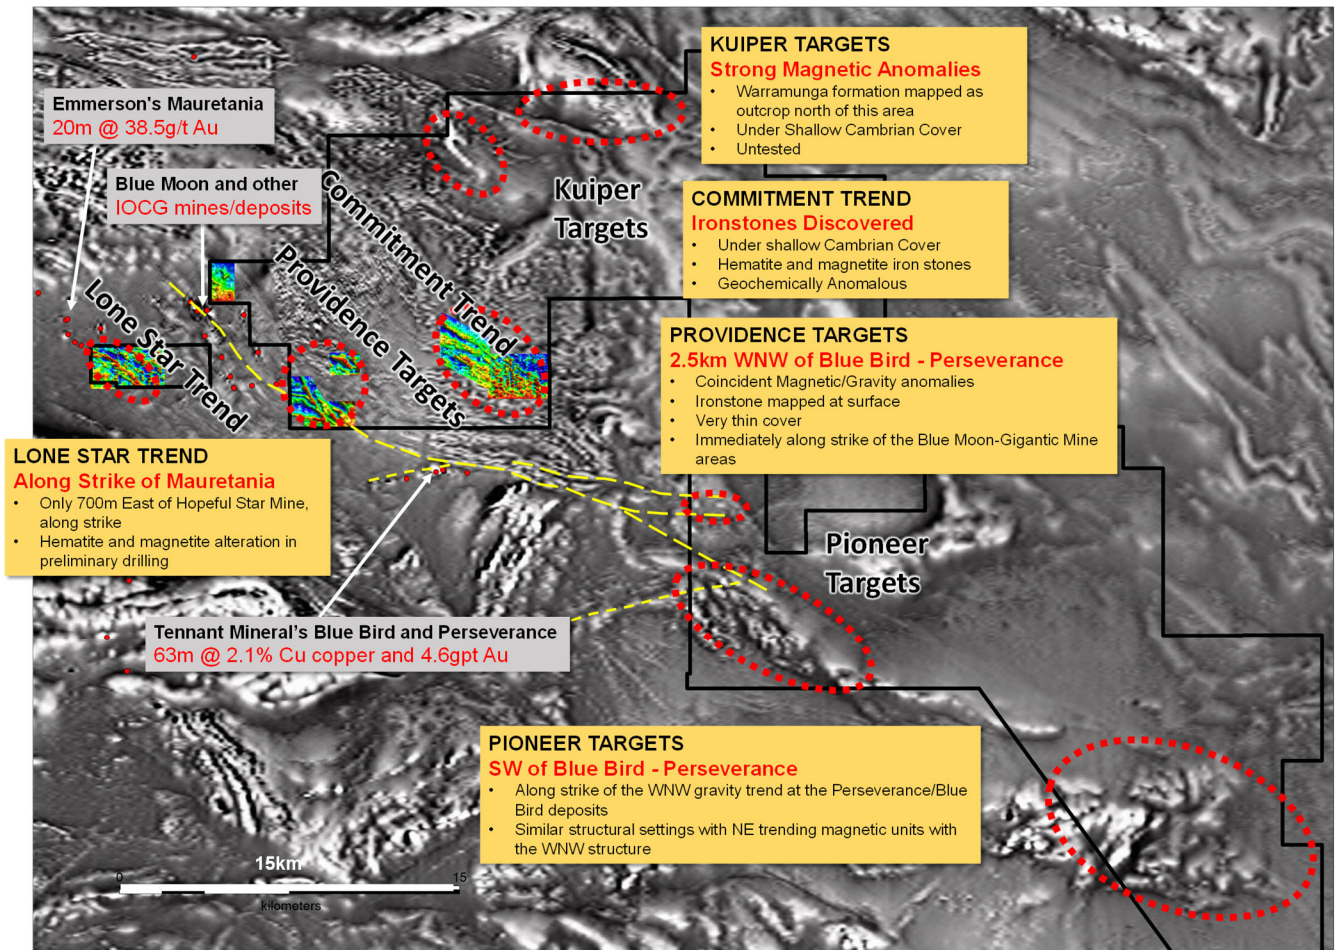 KUIPER TARGETS
Strong Magnetic Anomalies
• Warramunga formation mapped as
outcrop north of this area
• Under Shallow Cambrian Cover
• Untested
Emmerson's Mauretania
20m @ 38.5g/t Au
Blue Moon and other
IOCG mines/deposits
Kuiper
Targets
COMMITMENT TREND
Ironstones Discovered
• Under shallow Cambrian Cover
• Hematite and magnetite iron stones
• Geochemically Anomalous
Commitment Trend
Providence Targets
Lone Star Trend
PROVIDENCE TARGETS
2.5km WNW of Blue Bird - Perseverance
• Coincident Magnetic/Gravity anomalies
• Ironstone mapped at surface
• Very thin cover
• Immediately along strike of the Blue Moon-Gigantic Mine
areas
LONE STAR TREND
Along Strike of Mauretania
• Only 700m East of Hopeful Star Mine,
along strike
• Hematite and magnetite alteration in
preliminary drilling
Pioneer
Targets
Tennant Mineral's Blue Bird and Perseverance
63m @ 2.1% Cu copper and 4.6gpt Au
PIONEER TARGETS
SW of Blue Bird - Perseverance
• Along strike of the WNW gravity trend at the Perseverance/Blue
Bird deposits
• Similar structural settings with NE trending magnetic units with
the WNW structure
15km
0 15
kilometers